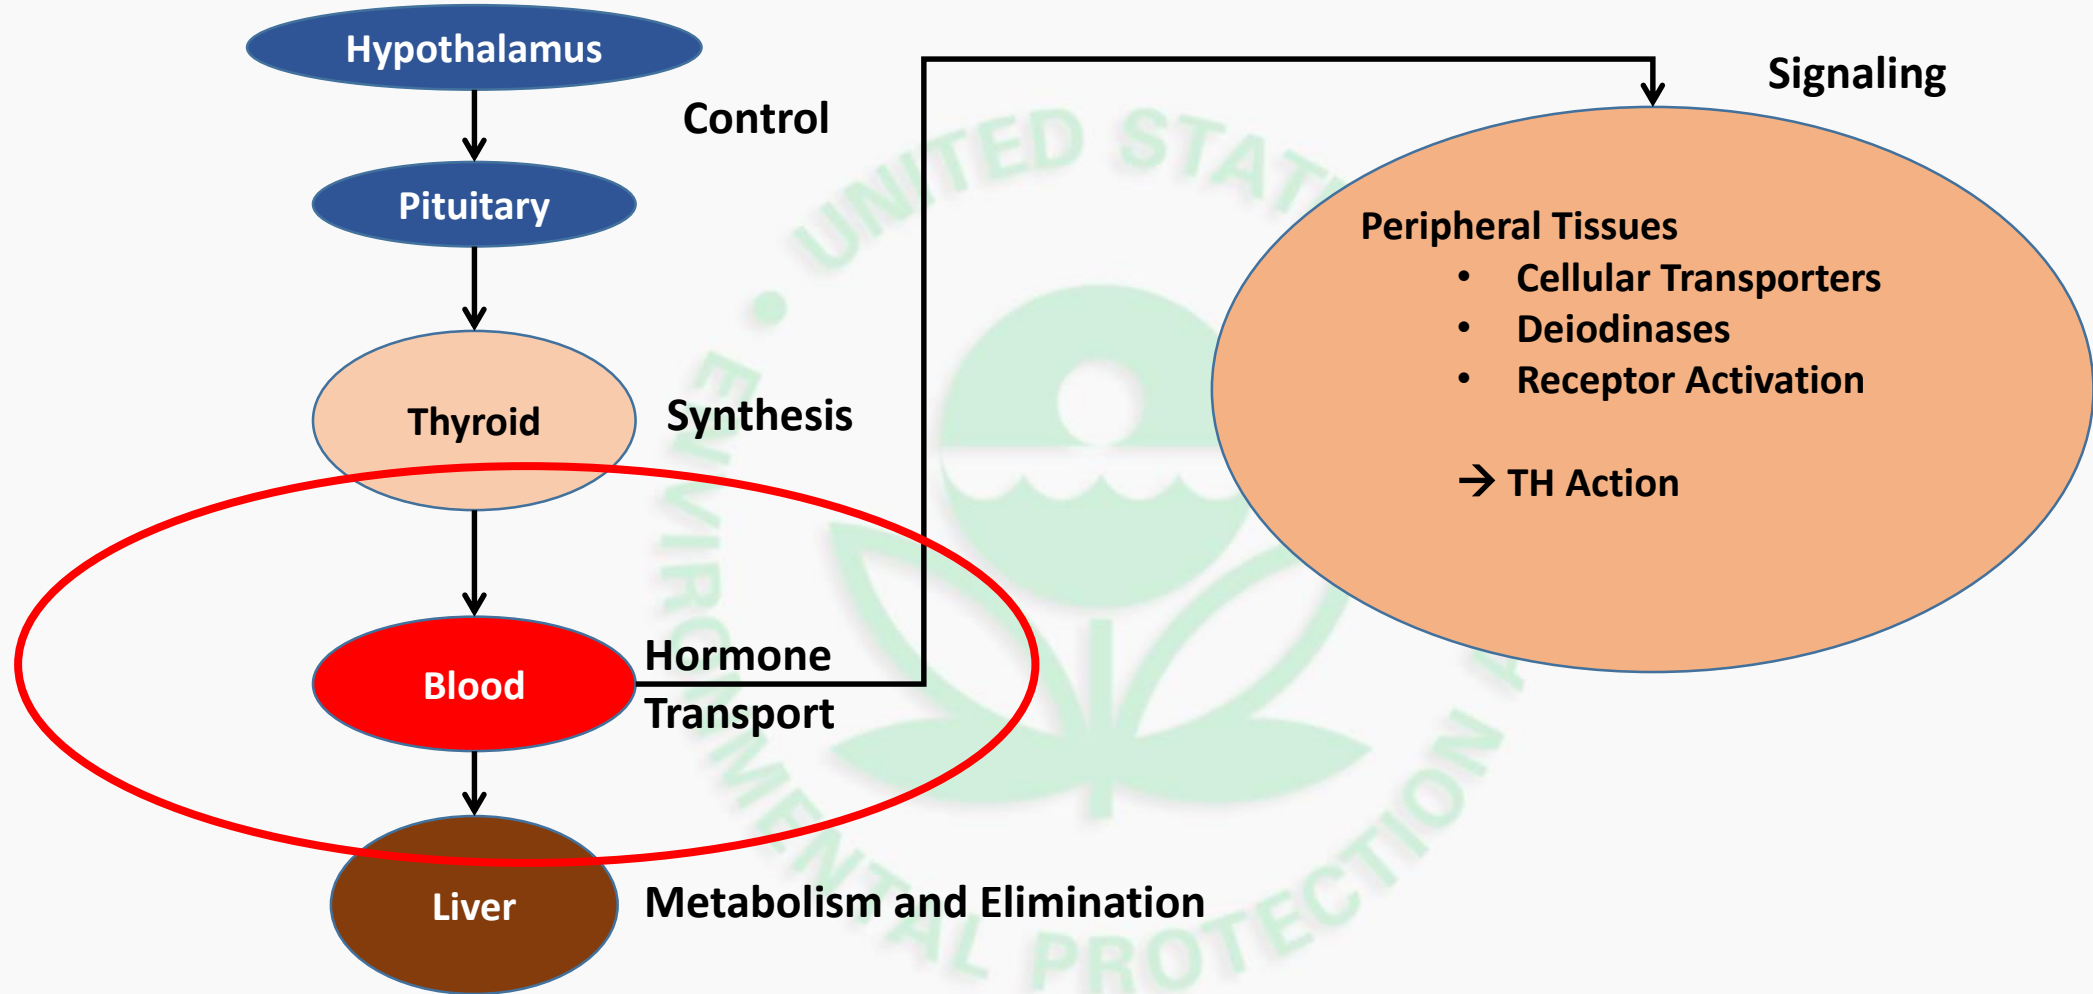 Hypothalamus
Control
Pituitary
Thyroid
Synthesis
Blood
Hormone
Transport
Liver
Metabolism and Elimination
Signaling
Peripheral Tissues
• Cellular Transporters
• Deiodinases
• Receptor Activation
→ TH Action
UNITED STAT
ENVIRONMENTAL PROTECTION A